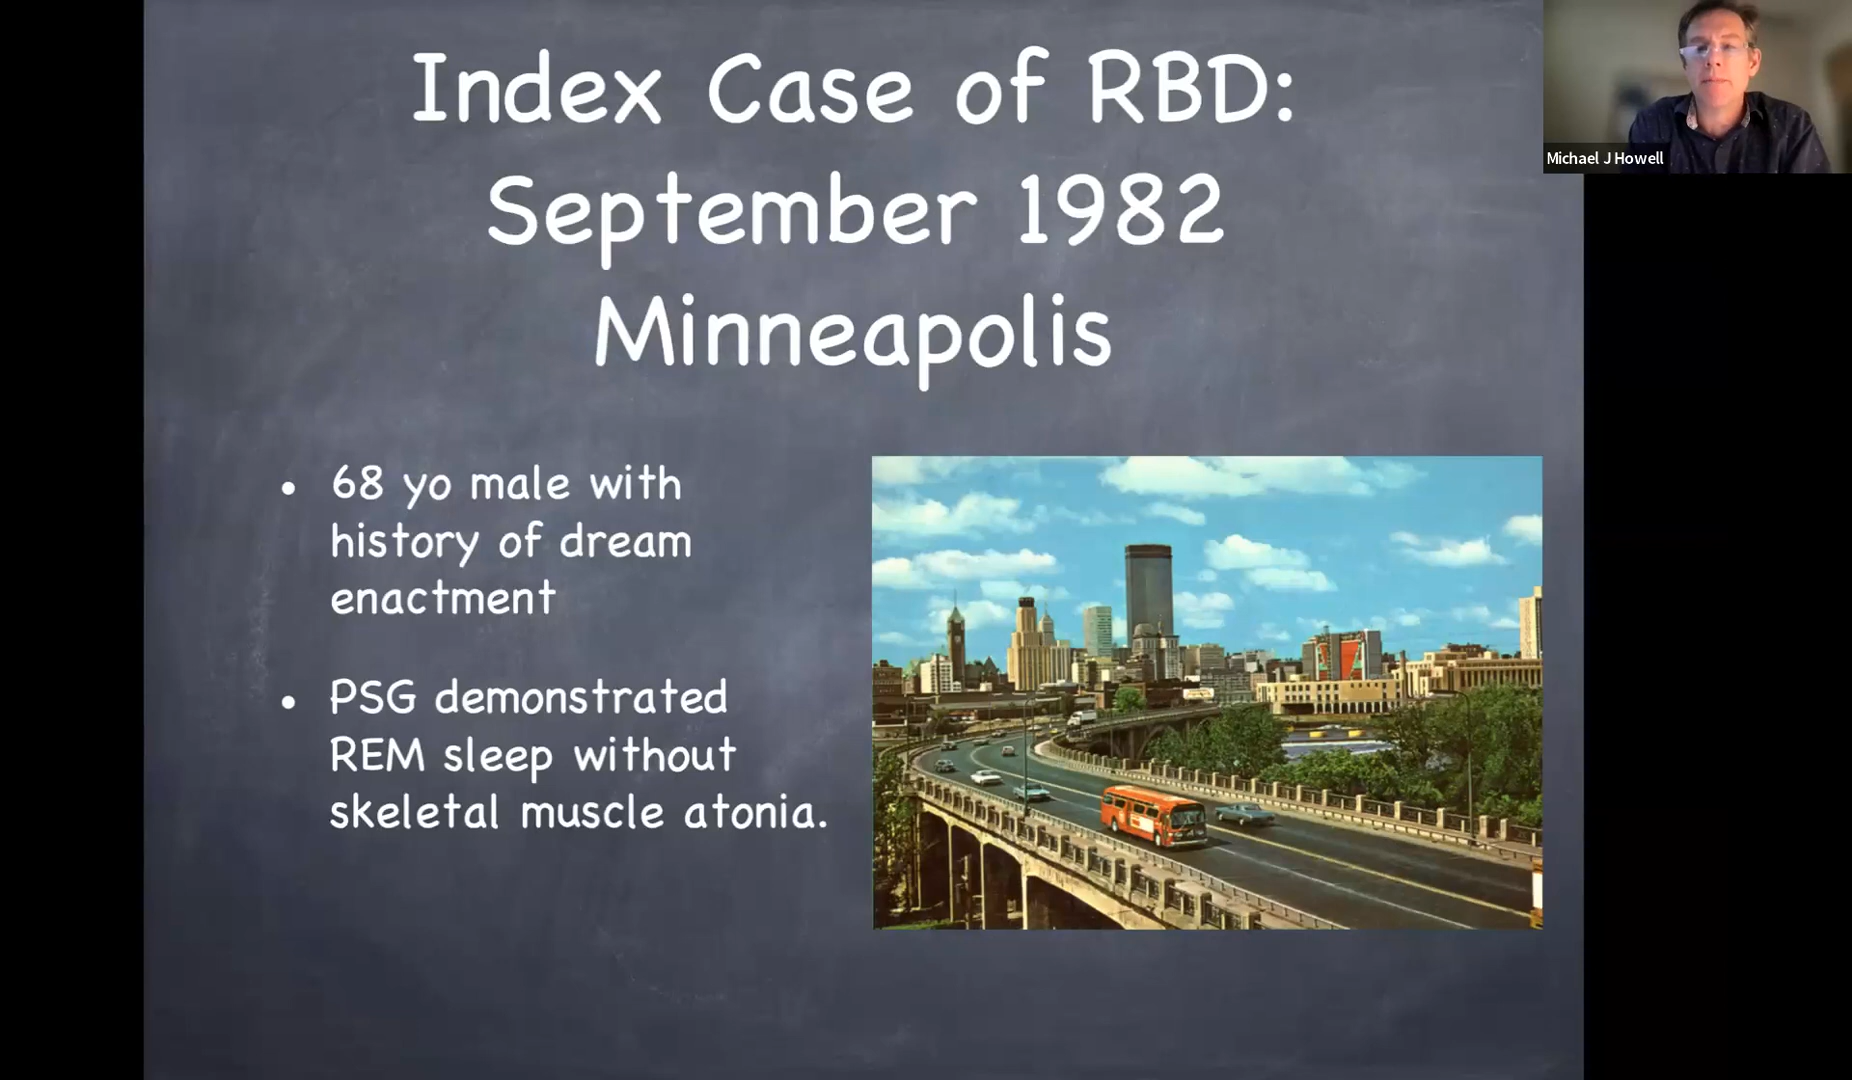 Index Case of RBD:
September 1982
Minneapolis
Michael J Howell
• 68 yo male with
history of dream
enactment
• PSG demonstrated
REM sleep without
skeletal muscle atonia.